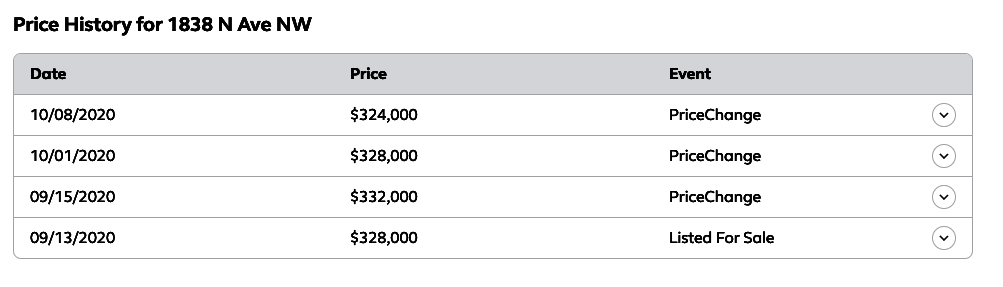 Price History for 1838 N Ave NW
Date Price Event
10/08/2020 $324,000 PriceChange
10/01/2020 $328,000 PriceChange
09/15/2020 $332,000 PriceChange
09/13/2020 $328,000 Listed For Sale